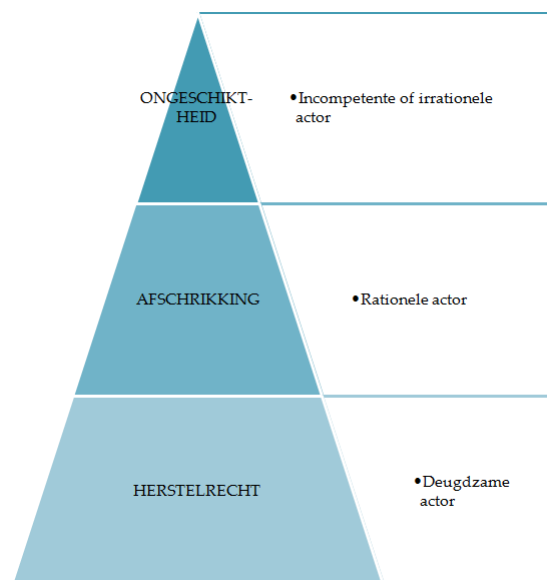 ONGESCHIKT-
HEID
•Incompetente of irrationele
actor
AFSCHRIKKING
•Rationele actor
HERSTELRECHT
•Deugdzame
actor